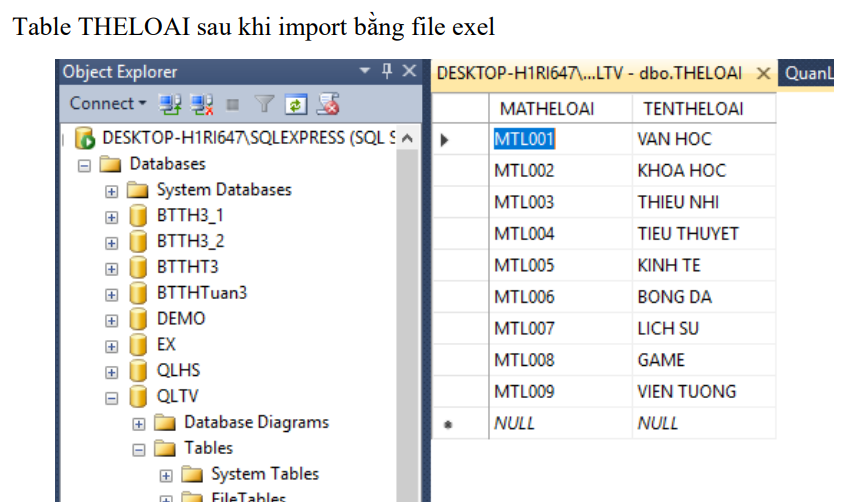 Table THELOAI sau khi import bằng file exel
Object Explorer
Connect
DESKTOP-H1RI647\SQLEXPRESS (SQL S
Databases
System Databases
BTTH3_1
BTTH3_2
BTTHT3
BTTHTuan3
DEMO
EX
QLHS
QLTV
Database Diagrams
Tables
System Tables
FileTables
DESKTOP-H1RI647\...LTV - dbo.THELOAI QuanL
MATHELOAI TENTHELOAI
MTL001 VAN HOC
MTL002 KHOA HOC
MTL003 THIEU NHI
MTL004 TIEU THUYET
MTL005 KINH TE
MTL006 BONG DA
MTL007 LICH SU
MTL008 GAME
MTL009 VIEN TUONG
NULL NULL